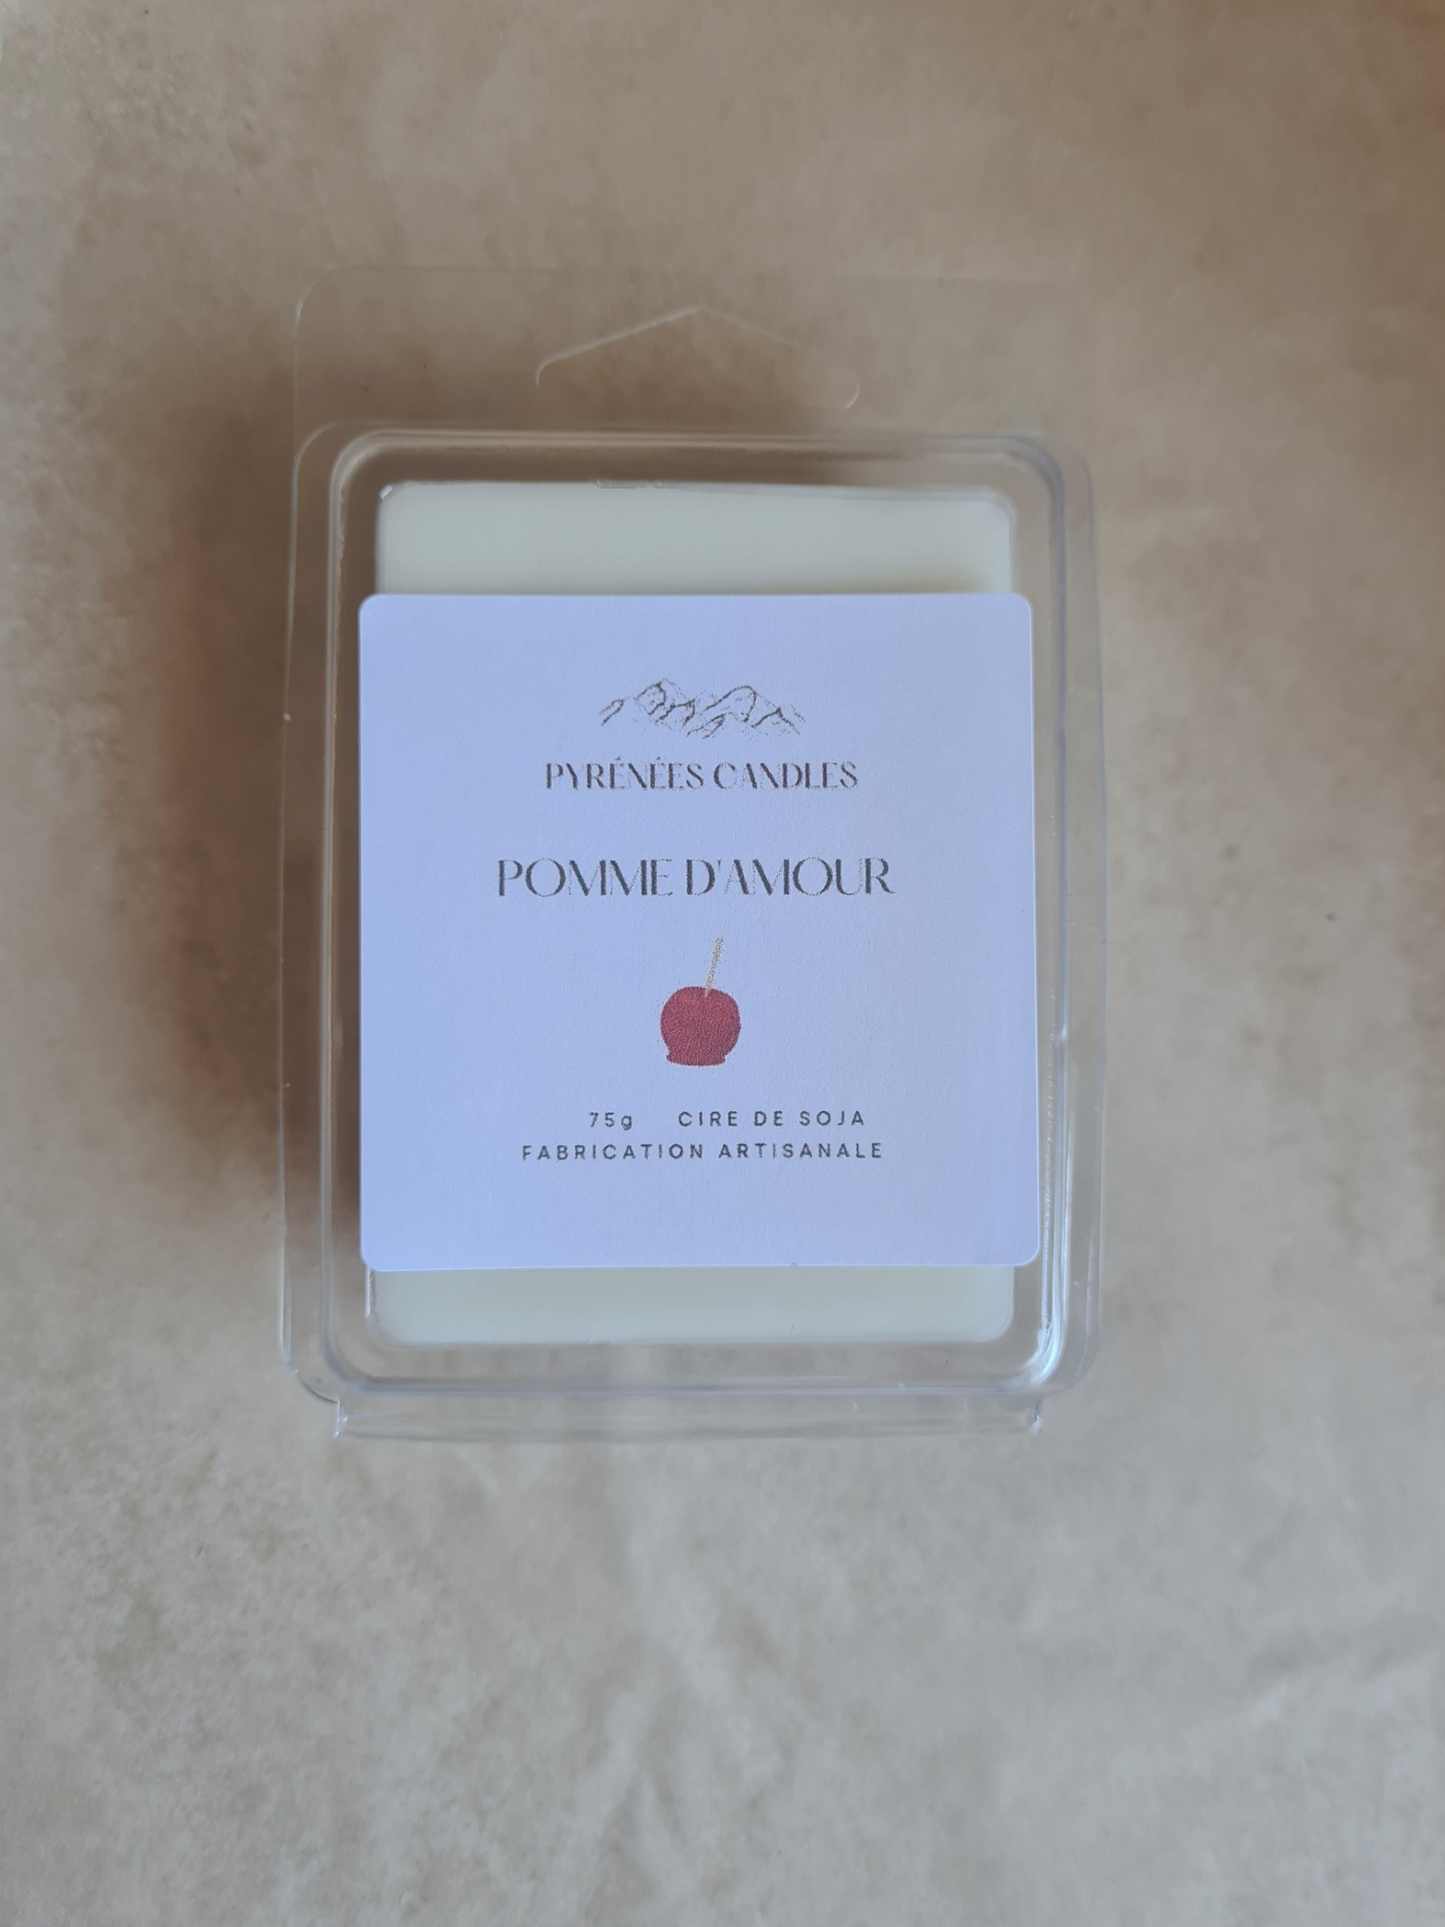 PYRÉNÉES CANDLES
POMME D'AMOUR
75g CIRE DE SOJA
FABRICATION ARTISANALE